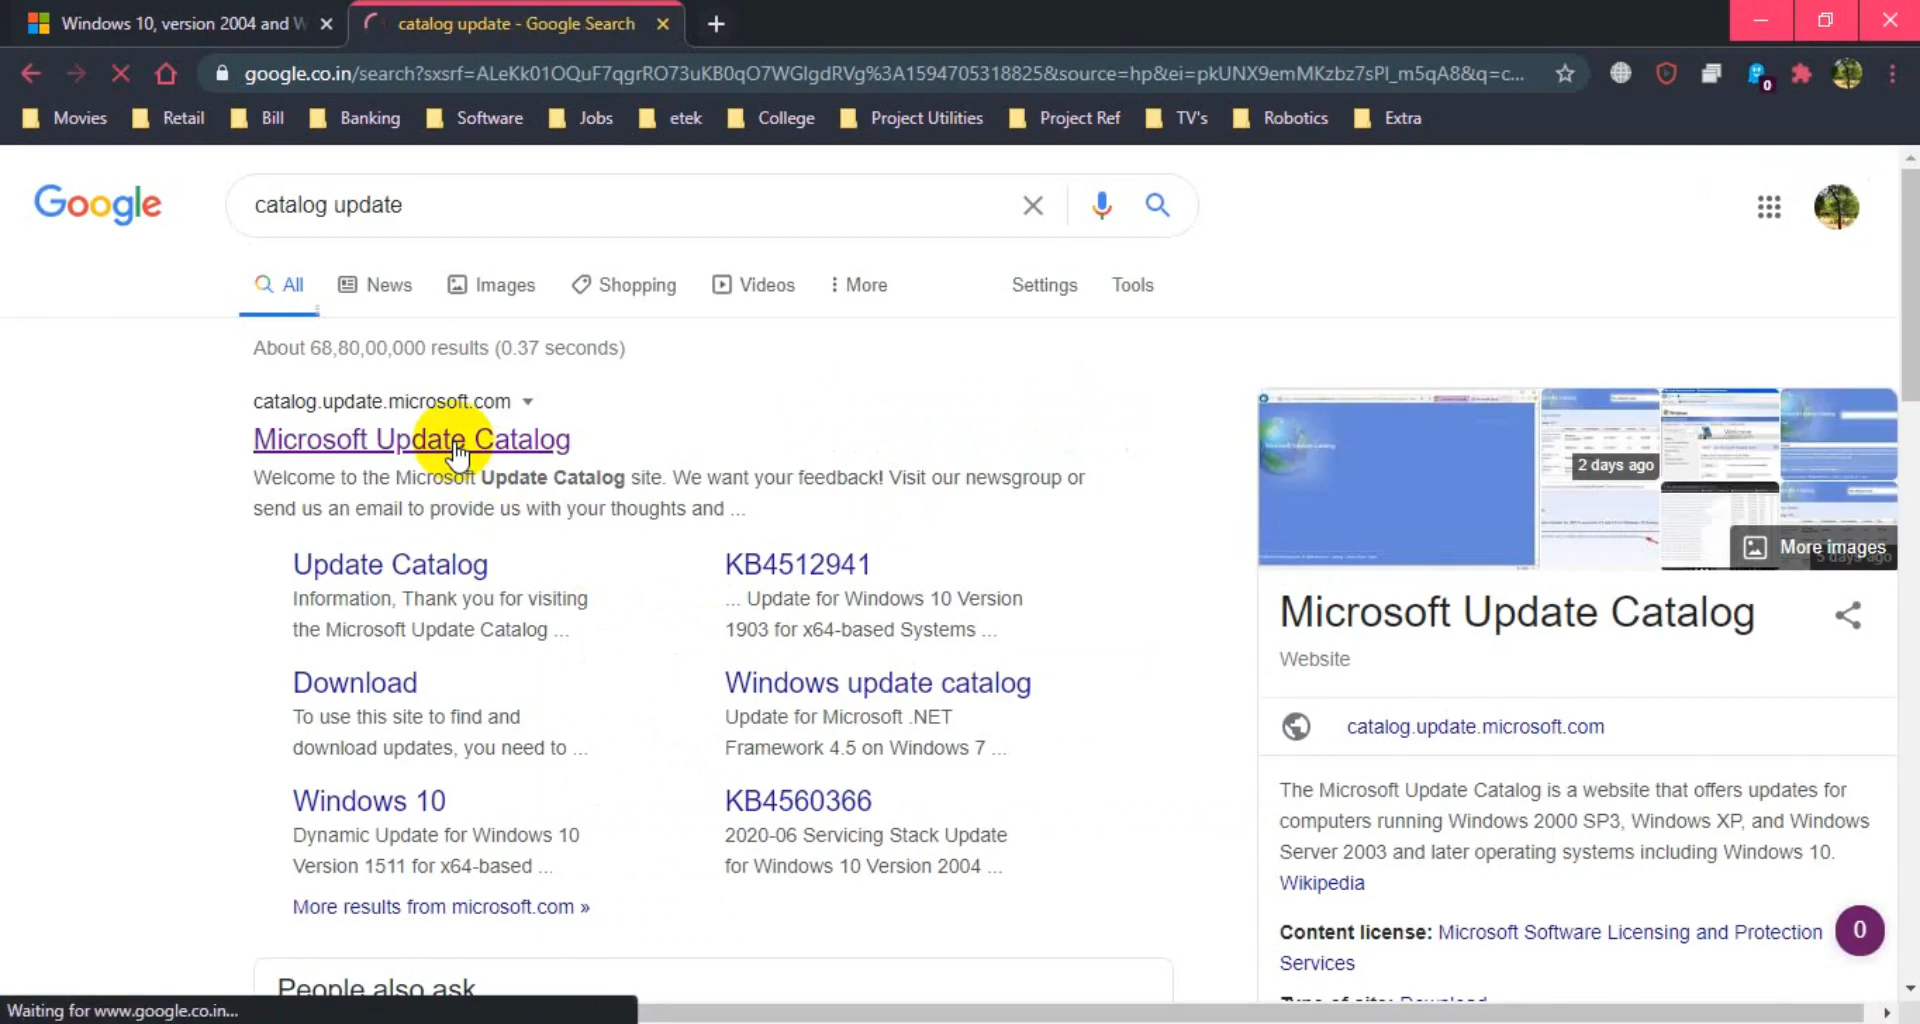 Windows 10, version 2004 and W
catalog update - Google Search
google.co.in/search?sxsrf=ALeKk01OQuF7qgrRO73uKB0qO7WGlgdRVg%3A1594705318825&source=hp&ei=pkUNX9emMKzbz7sPl_m5qA8&q=c...
0
Movies
Retail
Bill
Banking
Software
Jobs
etek
College
Project Utilities
Project Ref
TV's
Robotics
Extra
Google
catalog update
All
News
Images
Shopping
Videos
More
Settings
Tools
About 68,80,00,000 results (0.37 seconds)
catalog.update.microsoft.com
Microsoft Update Catalog
Welcome to the Microsoft Update Catalog site. We want your feedback! Visit our newsgroup or
send us an email to provide us with your thoughts and ...
Update Catalog
Information, Thank you for visiting
the Microsoft Update Catalog ...
KB4512941
... Update for Windows 10 Version
1903 for x64-based Systems ...
Download
To use this site to find and
download updates, you need to ...
Windows update catalog
Update for Microsoft .NET
Framework 4.5 on Windows 7 ...
Windows 10
Dynamic Update for Windows 10
Version 1511 for x64-based ...
KB4560366
2020-06 Servicing Stack Update
for Windows 10 Version 2004 ...
More results from microsoft.com »
People also ask
2 days ago
More images
5 days ago
Microsoft Update Catalog
Website
catalog.update.microsoft.com
The Microsoft Update Catalog is a website that offers updates for
computers running Windows 2000 SP3, Windows XP, and Windows
Server 2003 and later operating systems including Windows 10.
Wikipedia
Content license: Microsoft Software Licensing and Protection
Services
Type of site: Download
0
Waiting for www.google.co.in...